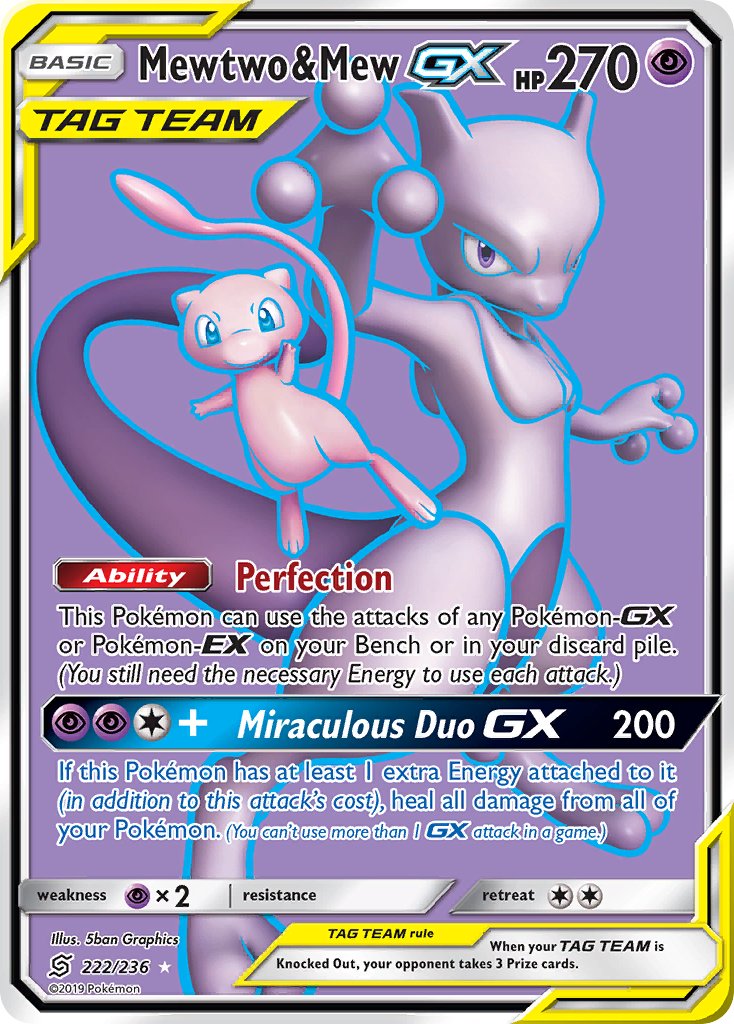 BASIC Mewtwo&Mew GX HP270
TAG TEAM
Ability Perfection
This Pokémon can use the attacks of any Pokémon-GX
or Pokémon-EX on your Bench or in your discard pile.
(You still need the necessary Energy to use each attack.)
+ Miraculous Duo GX 200
If this Pokémon has at least 1 extra Energy attached to it
(in addition to this attack's cost), heal all damage from all of
your Pokémon. (You can't use more than 1 GX attack in a game.)
weakness ×2 resistance retreat
Illus. 5ban Graphics
TAG TEAM rule
When your TAG TEAM is
Knocked Out, your opponent takes 3 Prize cards.
222/236
©2019 Pokémon